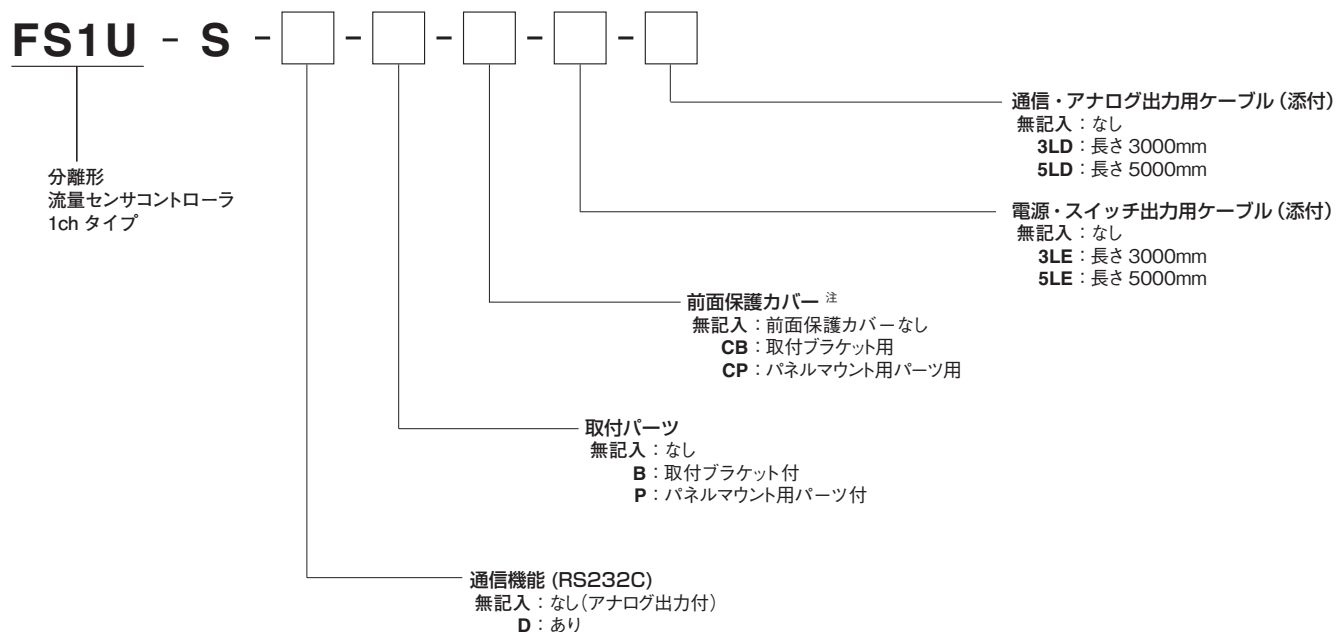 FS1U - S - □ - □ - □ - □ - □
通信・アナログ出力用ケーブル（添付）
無記入：なし
3LD：長さ 3000mm
5LD：長さ 5000mm
分離形
流量センサコントローラ
1ch タイプ
電源・スイッチ出力用ケーブル（添付）
無記入：なし
3LE：長さ 3000mm
5LE：長さ 5000mm
前面保護カバー 注
無記入：前面保護カバーなし
CB：取付ブラケット用
CP：パネルマウント用パーツ用
取付パーツ
無記入：なし
B：取付ブラケット付
P：パネルマウント用パーツ付
通信機能 (RS232C)
無記入：なし（アナログ出力付）
D：あり